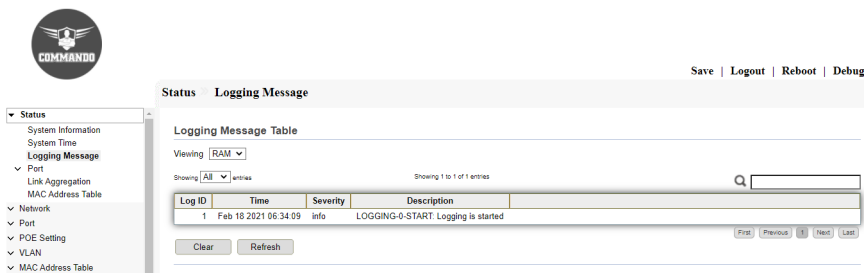 COMMANDO
Save | Logout | Reboot | Debug
Status Logging Message
Status
System Information
System Time
Logging Message
Port
Link Aggregation
MAC Address Table
Network
Port
POE Setting
VLAN
MAC Address Table
Logging Message Table
Viewing RAM
Showing All entries
Showing 1 to 1 of 1 entries
Log ID Time Severity Description
1 Feb 18 2021 06:34:09 info LOGGING-0-START: Logging is started
First Previous 1 Next Last
Clear Refresh